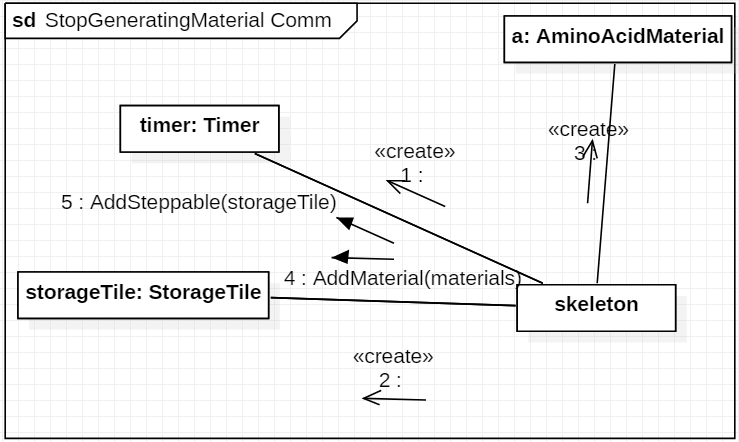 sd StopGeneratingMaterial Comm
a: AminoAcidMaterial
timer: Timer
«create»
3 :
«create»
1 :
5 : AddSteppable(storageTile)
4 : AddMaterial(materials)
storageTile: StorageTile
skeleton
«create»
2 :